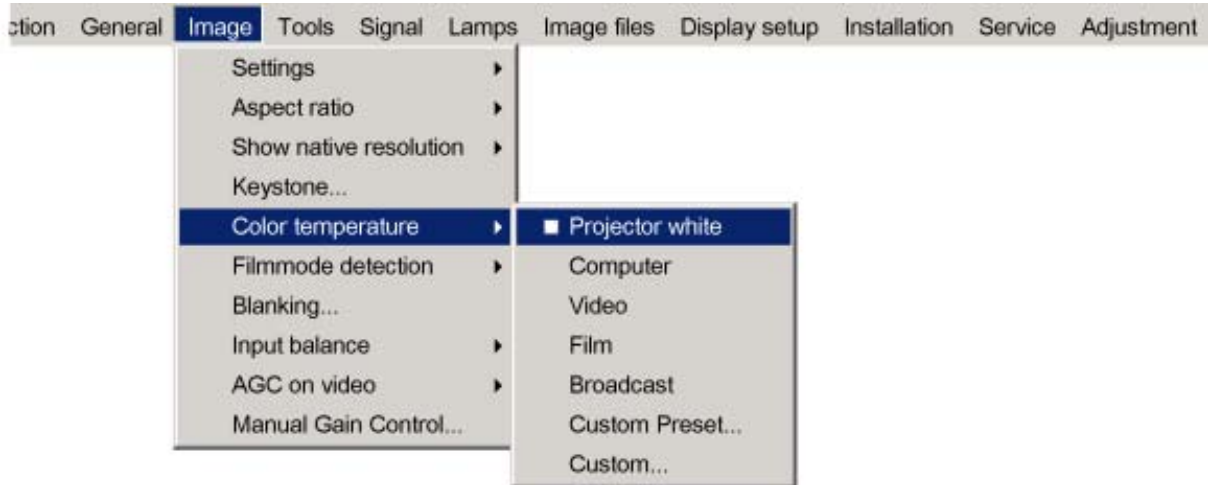 ction General Image Tools Signal Lamps Image files Display setup Installation Service Adjustment
Settings
Aspect ratio
Show native resolution
Keystone...
Color temperature
Filmmode detection
Blanking...
Input balance
AGC on video
Manual Gain Control...
Projector white
Computer
Video
Film
Broadcast
Custom Preset...
Custom...